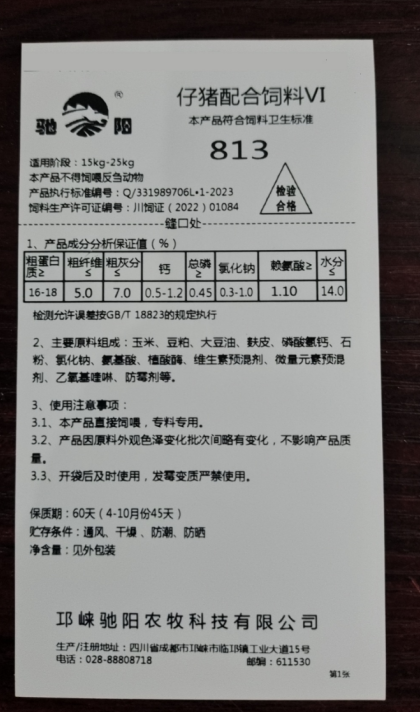 驰 阳
®
仔猪配合饲料VI
本产品符合饲料卫生标准
813
检验
合格
适用阶段：15kg-25kg
本产品不得饲喂反刍动物
产品执行标准编号：Q/331989706L•1-2023
饲料生产许可证编号：川饲证（2022）01084
缝口处
1、产品成分分析保证值（％）
粗蛋白质≥ 粗纤维≤ 粗灰分≤ 钙 总磷≥ 氯化钠 赖氨酸≥ 水分≤
16-18 5.0 7.0 0.5-1.2 0.45 0.3-1.0 1.10 14.0
检测允许误差按GB/T 18823的规定执行
2、主要原料组成：玉米、豆粕、大豆油、麸皮、磷酸氢钙、石
粉、氯化钠、氨基酸、植酸酶、维生素预混剂、微量元素预混
剂、乙氧基喹啉、防霉剂等。
3、使用注意事项：
3.1、本产品直接饲喂，专料专用。
3.2、产品因原料外观色泽变化批次间略有变化，不影响产品质
量。
3.3、开袋后及时使用，发霉变质严禁使用。
保质期：60天（4-10月份45天）
贮存条件：通风、干燥、防潮、防晒
净含量：见外包装
邛崃驰阳农牧科技有限公司
生产/注册地址：四川省成都市邛崃市临邛镇工业大道15号
电话：028-88808718 邮编：611530
第1张